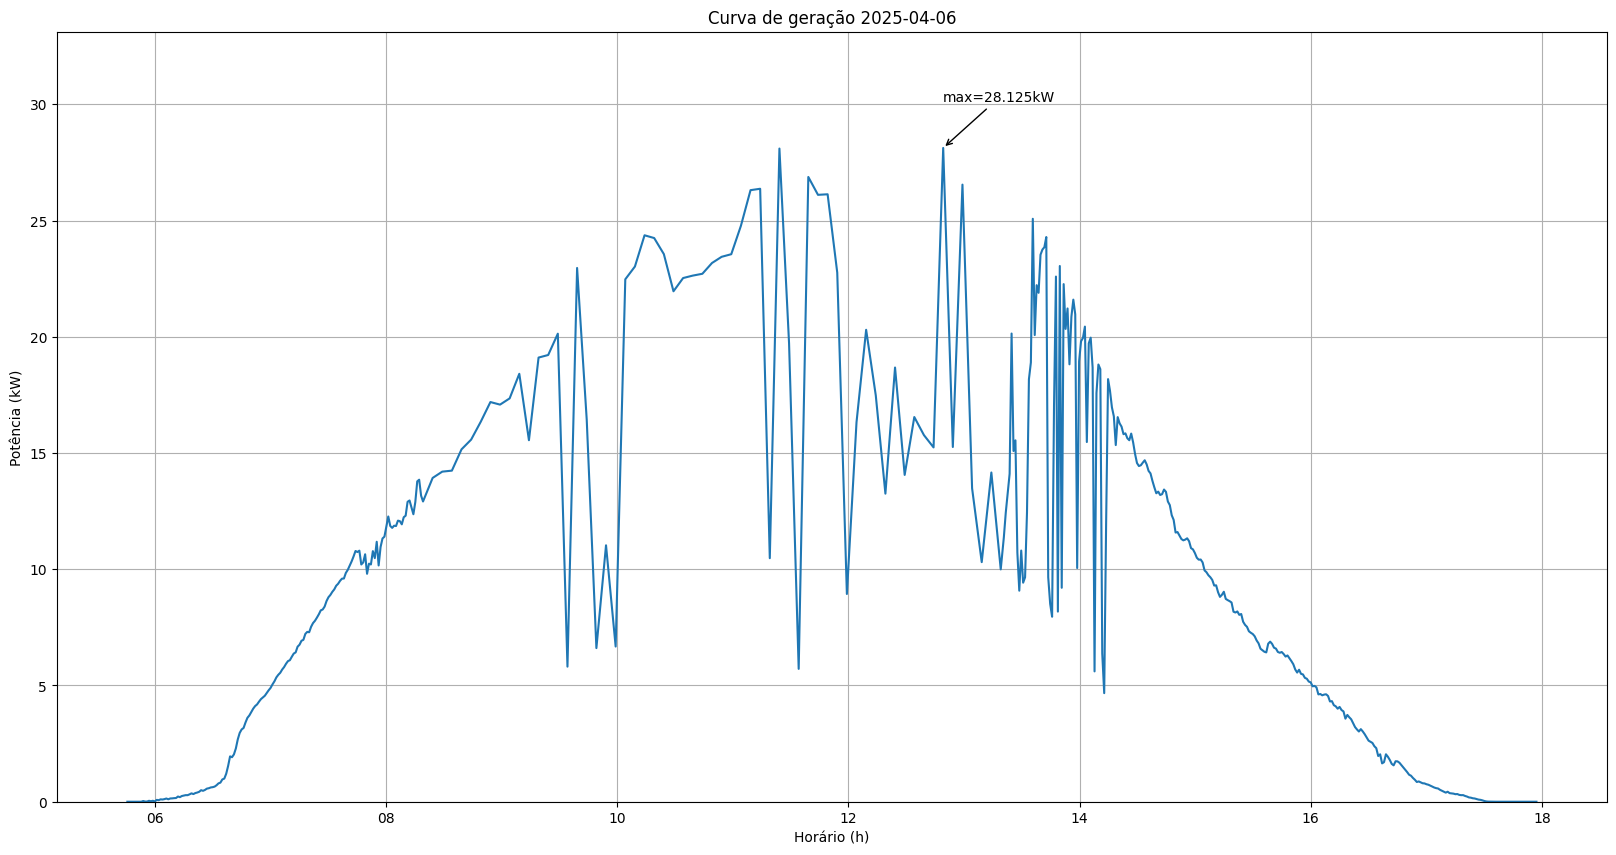 Curva de geração 2025-04-06
max=28.125kW
Potência (kW)
30
25
20
15
10
5
0
06 08 10 12 14 16 18
Horário (h)